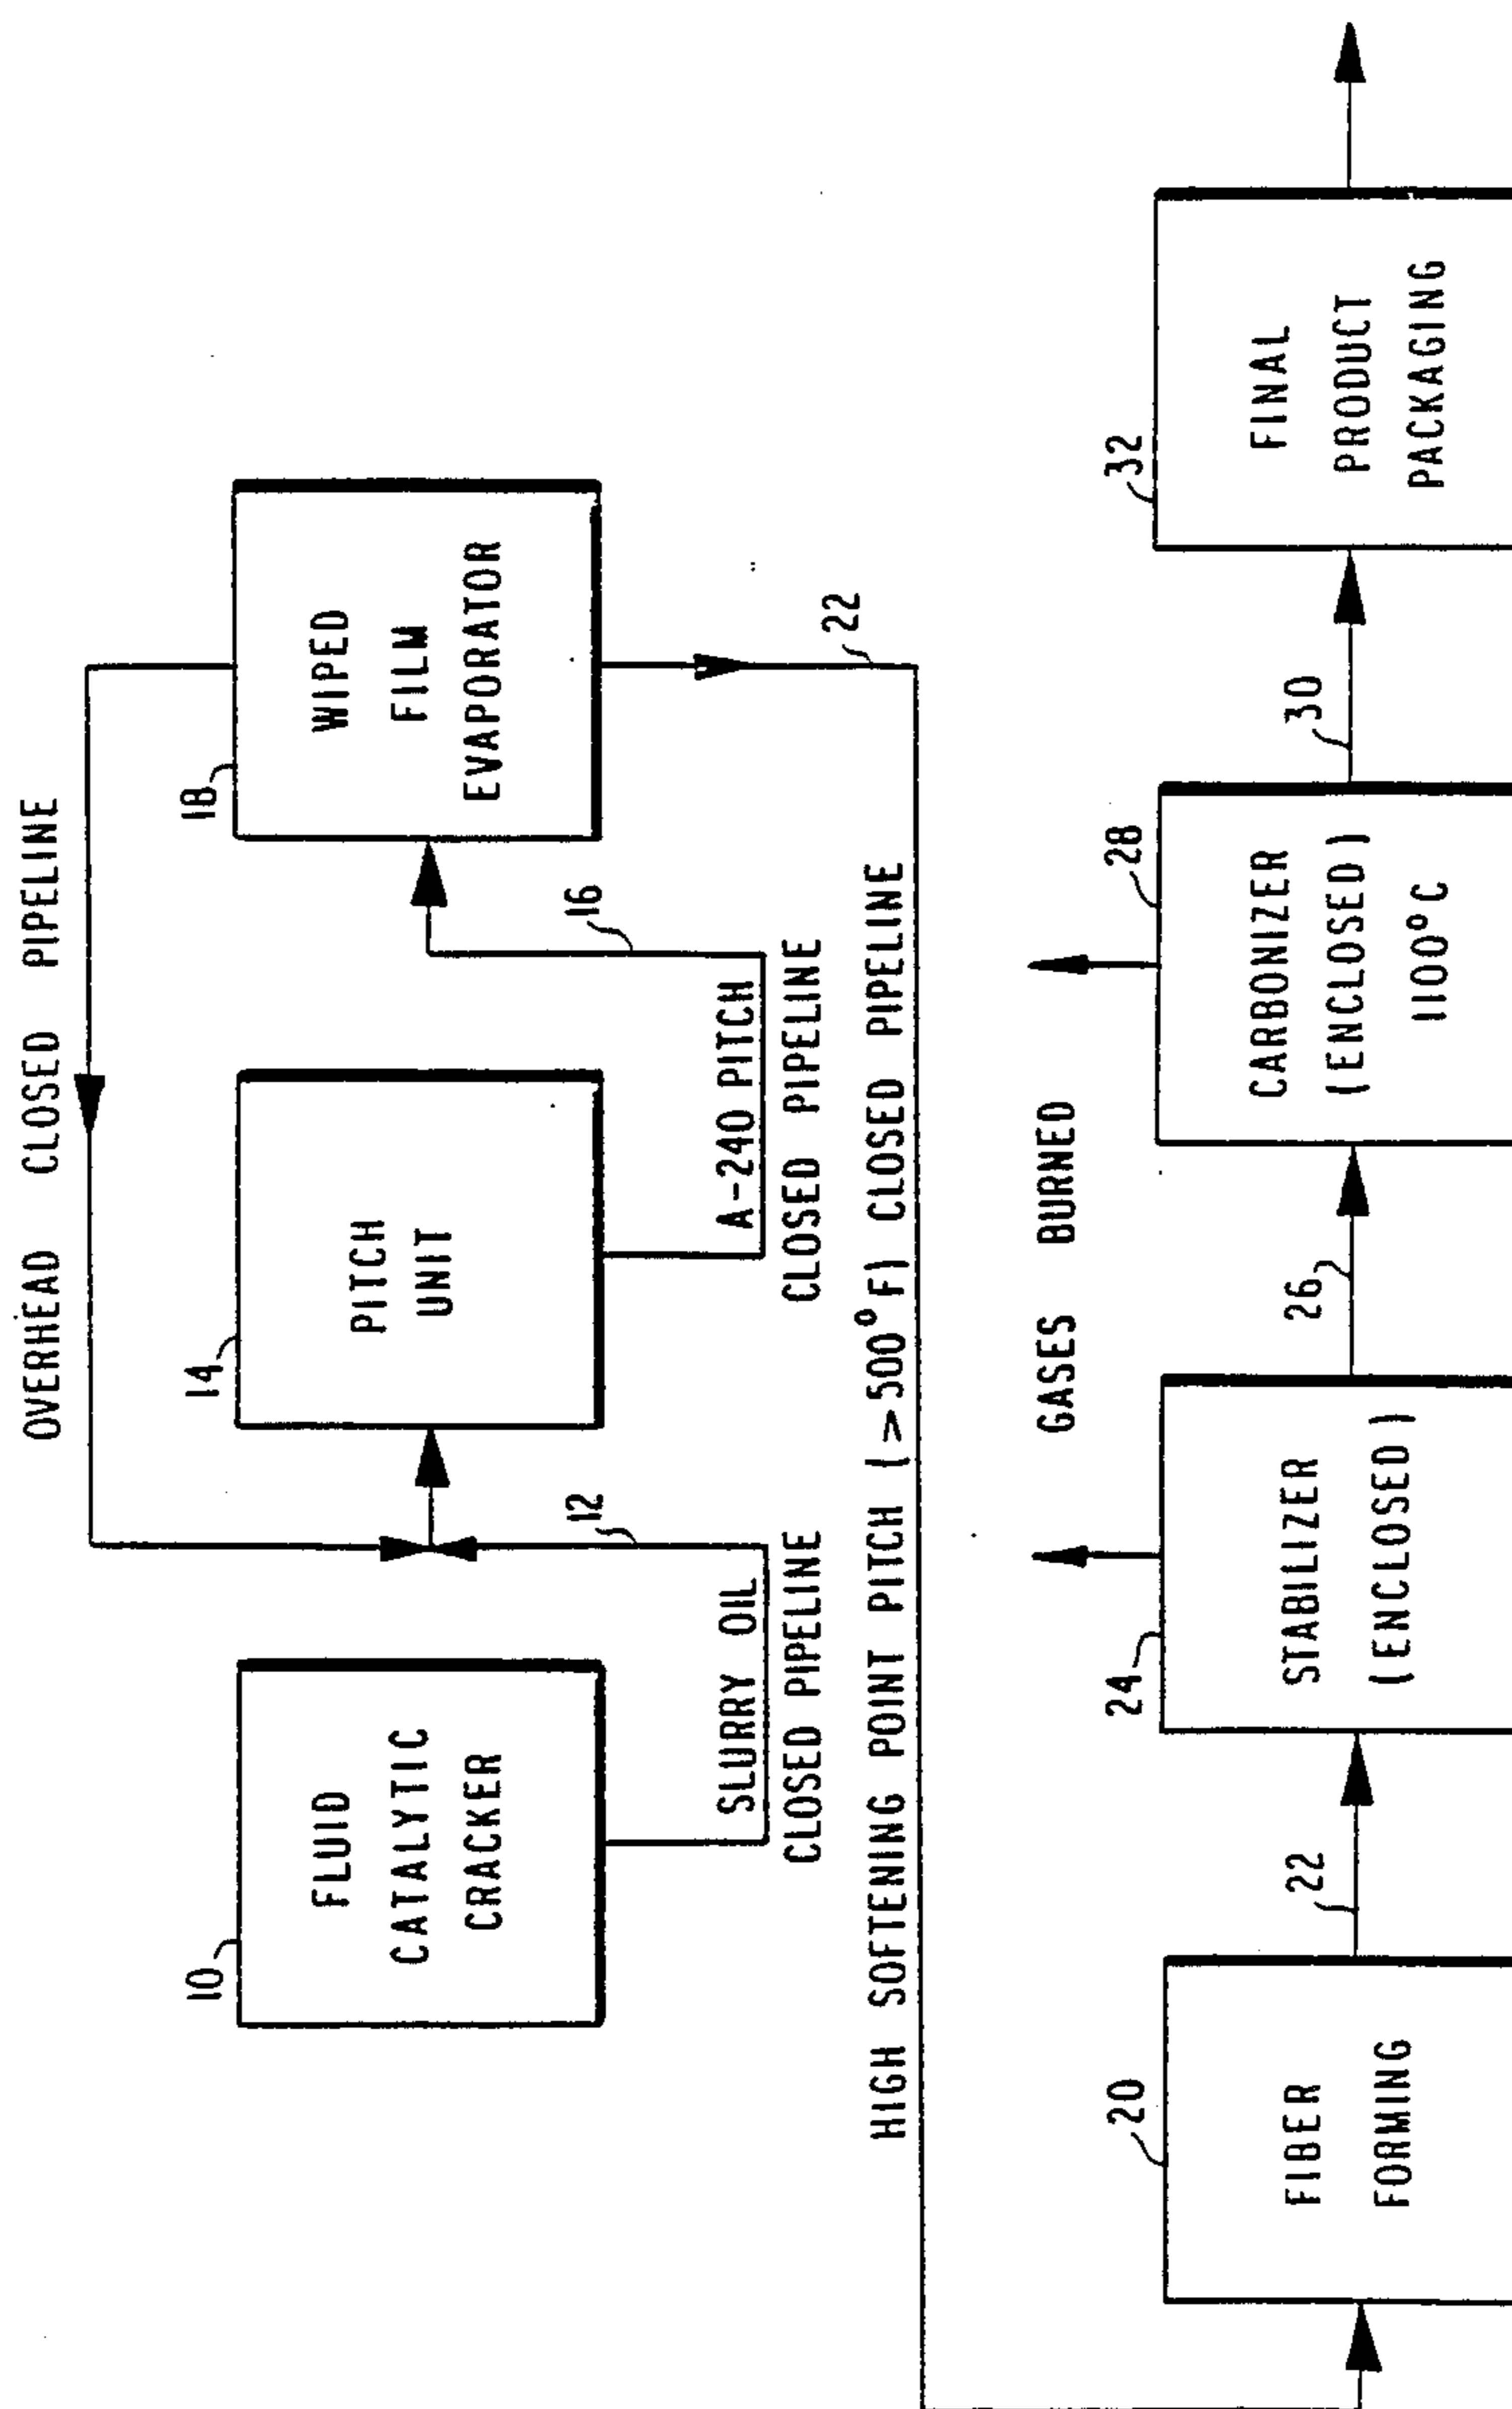 OVERHEAD CLOSED PIPELINE
10
FLUID
CATALYTIC
CRACKER
SLURRY OIL
CLOSED PIPELINE
12
14
PITCH
UNIT
A-240 PITCH
CLOSED PIPELINE
16
18
WIPED
FILM
EVAPORATOR
22
HIGH SOFTENING POINT PITCH (>500°F) CLOSED PIPELINE
20
FIBER
FORMING
22
GASES BURNED
24
STABILIZER
(ENCLOSED)
26
28
CARBONIZER
(ENCLOSED)
1100°C
30
32
FINAL
PRODUCT
PACKAGING